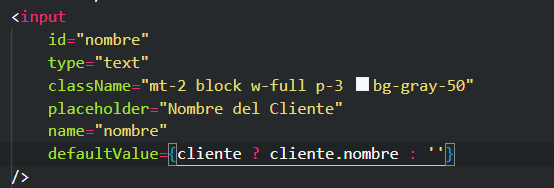 <input
id="nombre"
type="text"
className="mt-2 block w-full p-3 bg-gray-50"
placeholder="Nombre del Cliente"
name="nombre"
defaultValue={cliente ? cliente.nombre : ''}
/>